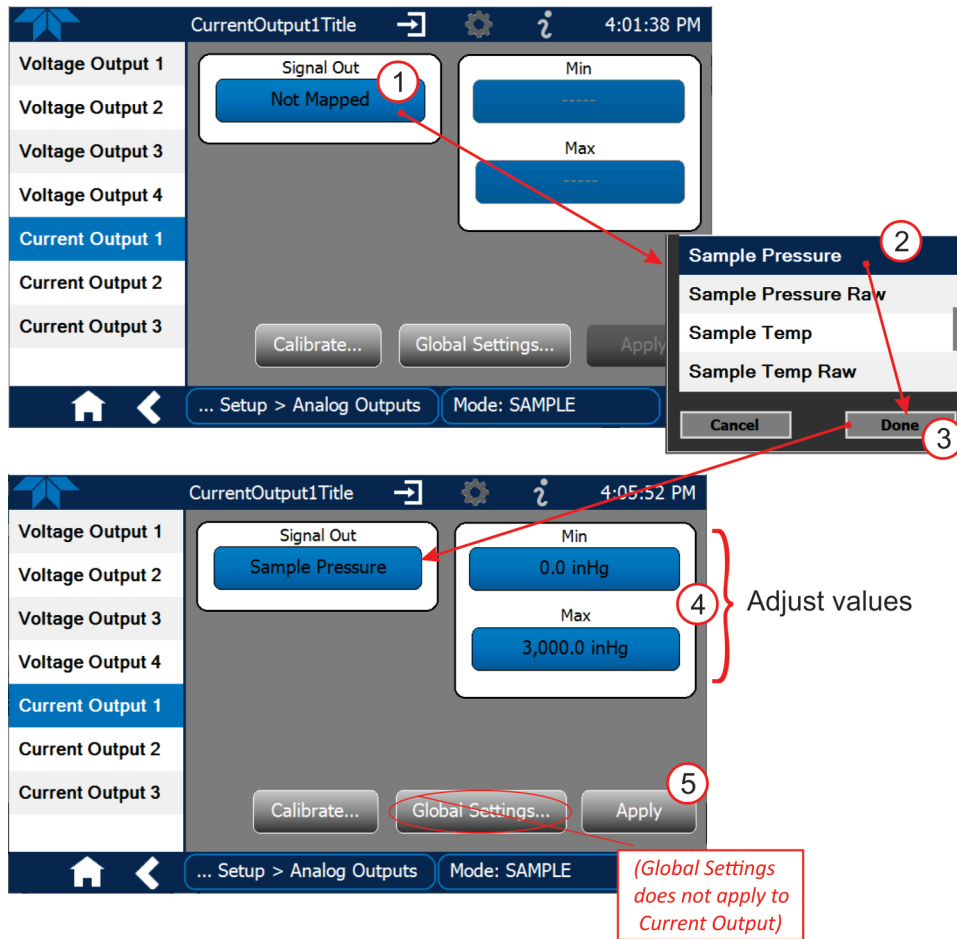 CurrentOutput1Title
4:01:38 PM
Voltage Output 1
Voltage Output 2
Voltage Output 3
Voltage Output 4
Current Output 1
Current Output 2
Current Output 3
Signal Out
Not Mapped
1
Min
-----
Max
-----
Calibrate...
Global Settings...
Apply
... Setup > Analog Outputs
Mode: SAMPLE
2
Sample Pressure
Sample Pressure Raw
Sample Temp
Sample Temp Raw
Cancel
Done
3
CurrentOutput1Title
4:05:52 PM
Voltage Output 1
Voltage Output 2
Voltage Output 3
Voltage Output 4
Current Output 1
Current Output 2
Current Output 3
Signal Out
Sample Pressure
Min
0.0 inHg
Max
3,000.0 inHg
4
Adjust values
Calibrate...
Global Settings...
Apply
5
... Setup > Analog Outputs
Mode: SAMPLE
(Global Settings
does not apply to
Current Output)